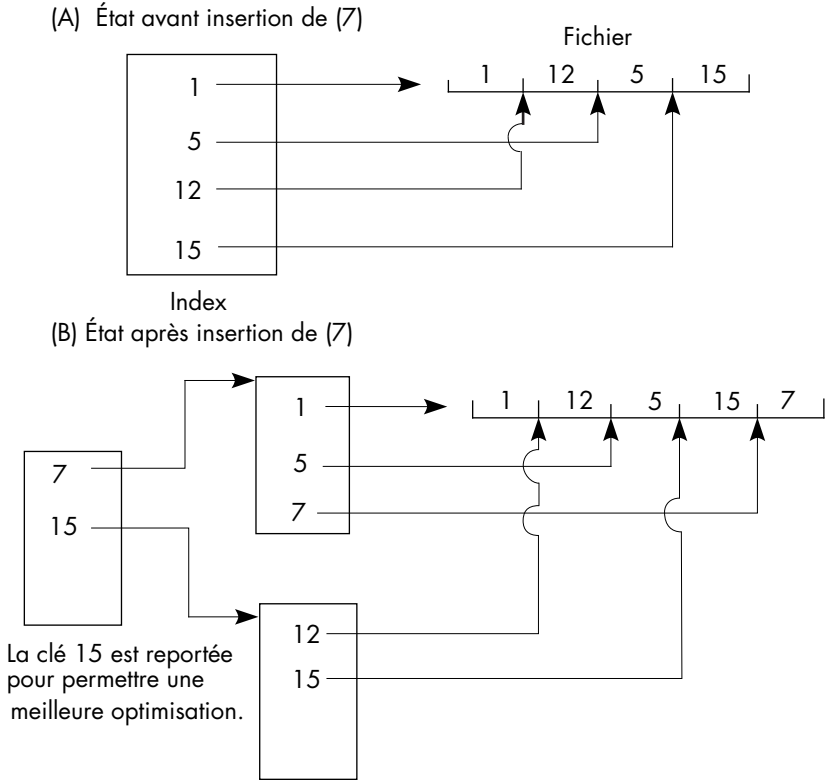 (A) État avant insertion de (7)
Fichier
1 12 5 15
1
5
12
15
Index
(B) État après insertion de (7)
1 12 5 15 7
1
5
7
7
15
12
15
La clé 15 est reportée
pour permettre une
meilleure optimisation.